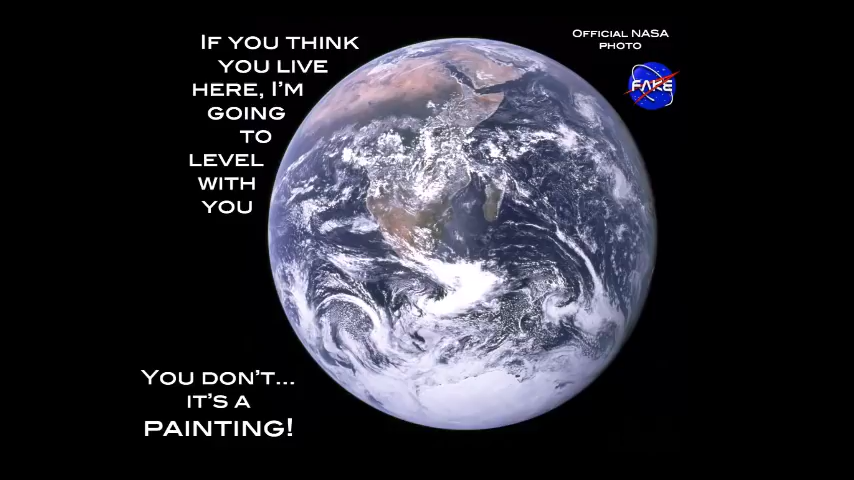 If you think
you live
here, I'm
going
to
level
with
you
Official NASA
photo
FAKE
You don't...
it's a
painting!